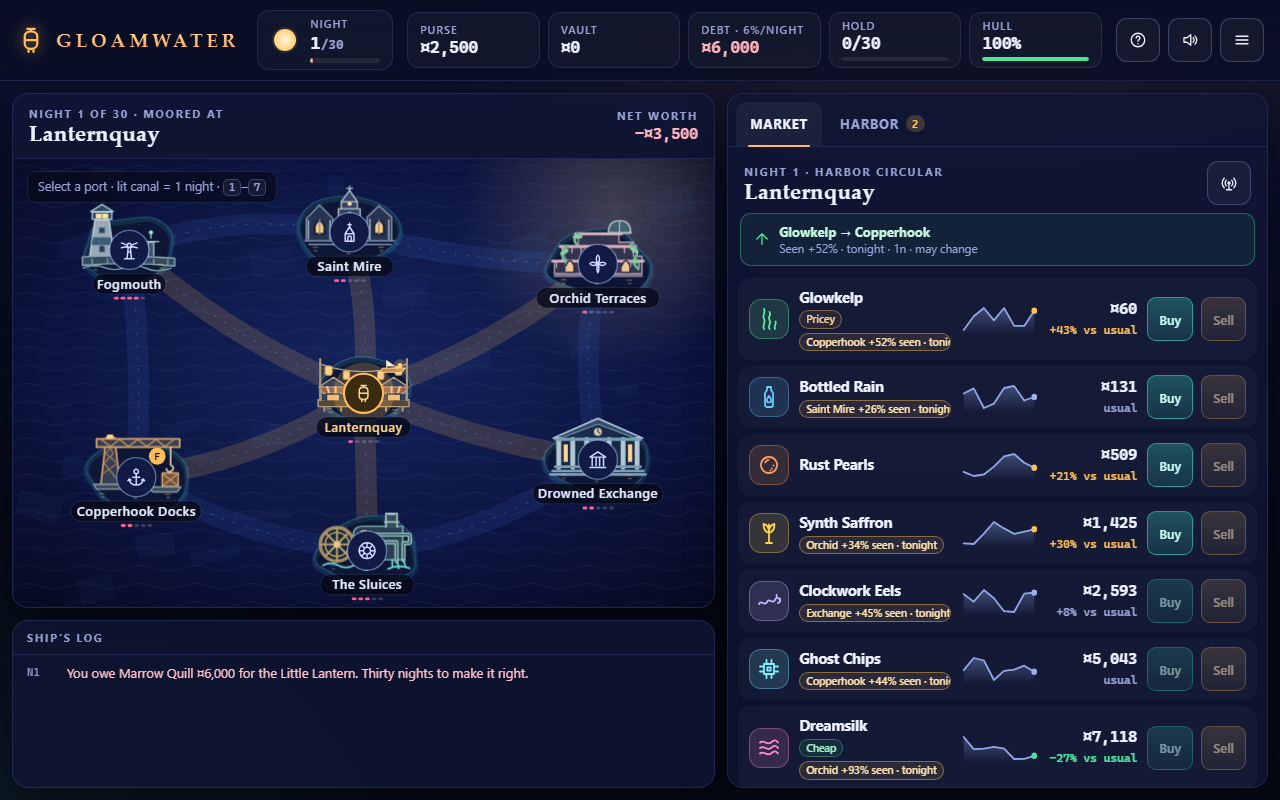 GLOAMWATER
NIGHT
1/30
PURSE
¤2,500
VAULT
¤0
DEBT · 6%/NIGHT
¤6,000
HOLD
0/30
HULL
100%
NIGHT 1 OF 30 · MOORED AT
Lanternquay
NET WORTH
−¤3,500
Select a port · lit canal = 1 night · 1–7
Fogmouth
Saint Mire
Orchid Terraces
Lanternquay
F
Copperhook Docks
Drowned Exchange
The Sluices
SHIP'S LOG
N1 You owe Marrow Quill ¤6,000 for the Little Lantern. Thirty nights to make it right.
MARKET
HARBOR 2
NIGHT 1 · HARBOR CIRCULAR
Lanternquay
Glowkelp → Copperhook
Seen +52% · tonight · 1n · may change
Glowkelp
Pricey
Copperhook +52% seen · toni
¤60
+43% vs usual
Buy
Sell
Bottled Rain
Saint Mire +26% seen · tonigh
¤131
usual
Buy
Sell
Rust Pearls
¤509
+21% vs usual
Buy
Sell
Synth Saffron
Orchid +34% seen · tonight
¤1,425
+30% vs usual
Buy
Sell
Clockwork Eels
Exchange +45% seen · tonight
¤2,593
+8% vs usual
Buy
Sell
Ghost Chips
Copperhook +44% seen · toni
¤5,043
usual
Buy
Sell
Dreamsilk
Cheap
Orchid +93% seen · tonight
¤7,118
−27% vs usual
Buy
Sell